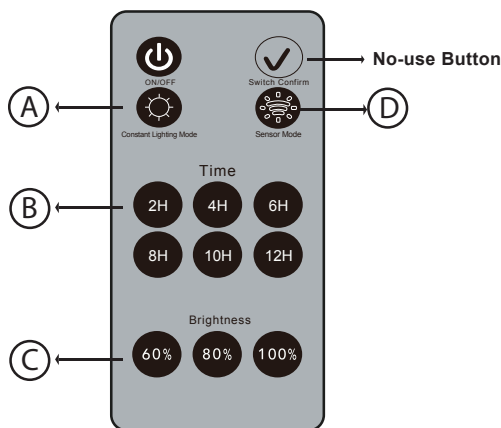 No-use Button
ON/OFF
Switch Confirm
A
D
Constant Lighting Mode
Sensor Mode
Time
B
2H
4H
6H
8H
10H
12H
Brightness
C
60%
80%
100%